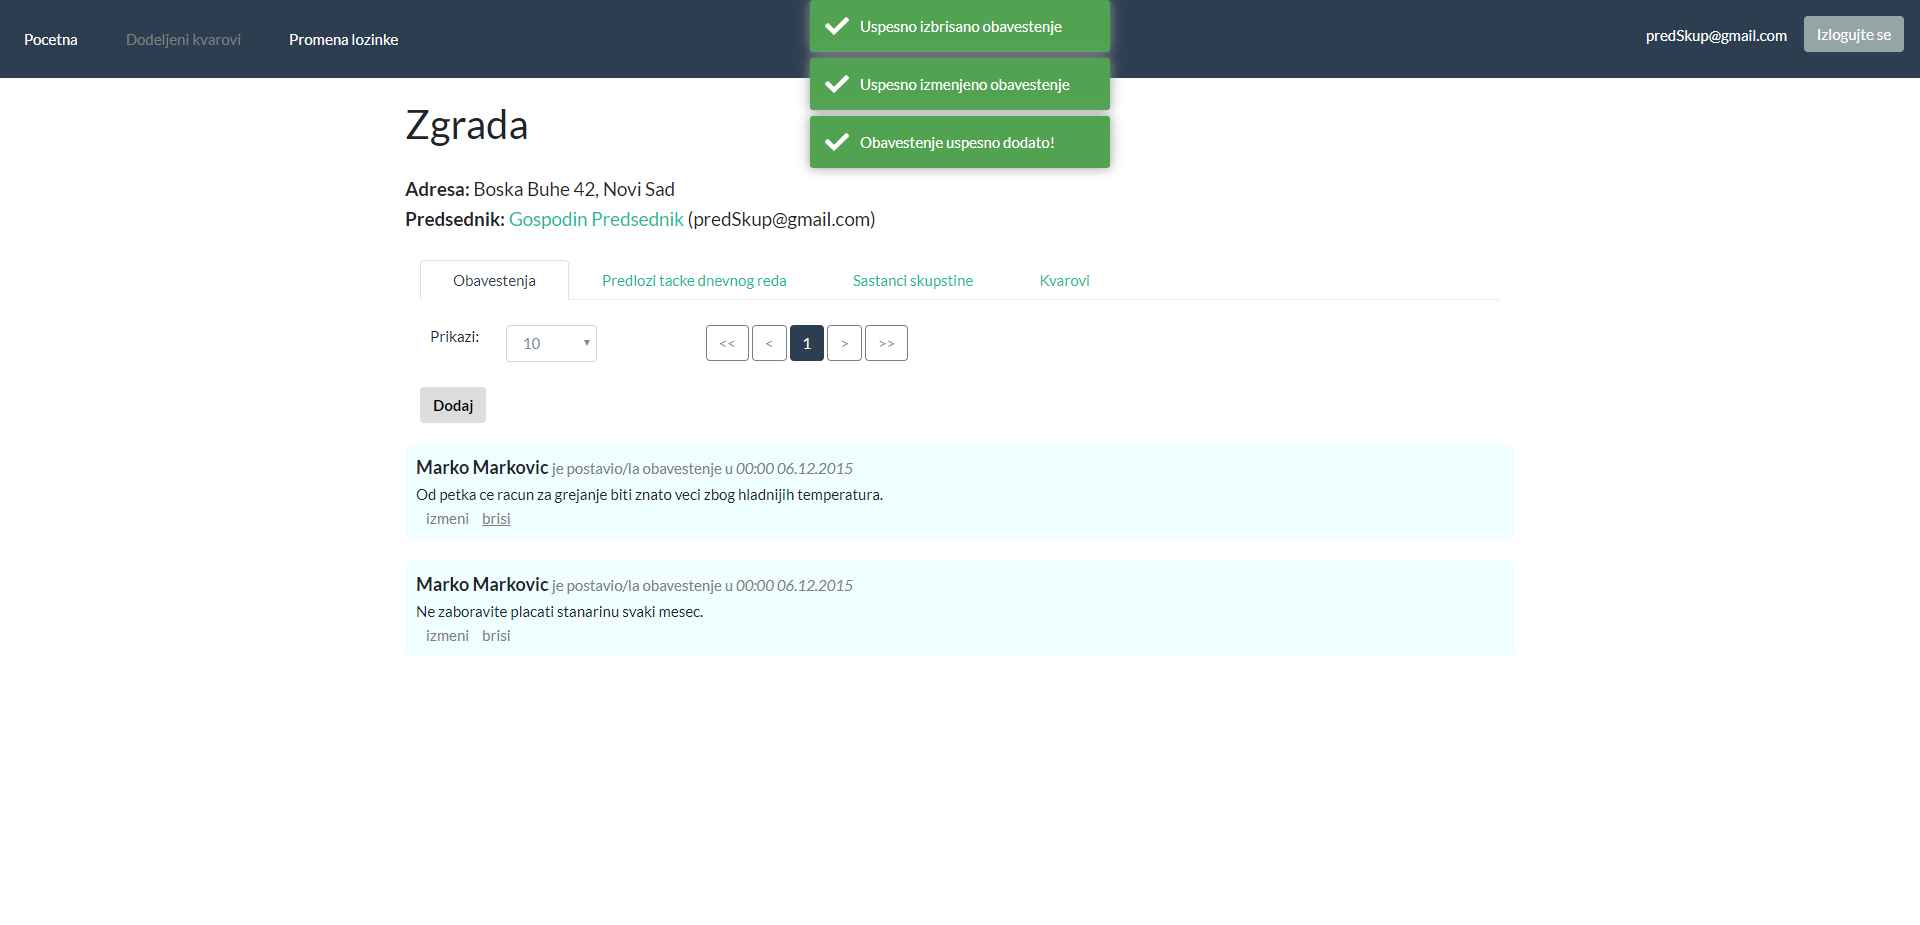 Pocetna Dodeljeni kvarovi Promena lozinke predSkup@gmail.com Izlogujte se
Uspesno izbrisano obavestenje
Uspesno izmenjeno obavestenje
Obavestenje uspesno dodato!
Zgrada
Adresa: Boska Buhe 42, Novi Sad
Predsednik: Gospodin Predsednik (predSkup@gmail.com)
Obavestenja Predlozi tacke dnevnog reda Sastanci skupstine Kvarovi
Prikazi: 10 << < 1 > >>
Dodaj
Marko Markovic je postavio/la obavestenje u 00:00 06.12.2015
Od petka ce racun za grejanje biti znato veci zbog hladnijih temperatura.
izmeni brisi
Marko Markovic je postavio/la obavestenje u 00:00 06.12.2015
Ne zaboravite placati stanarinu svaki mesec.
izmeni brisi